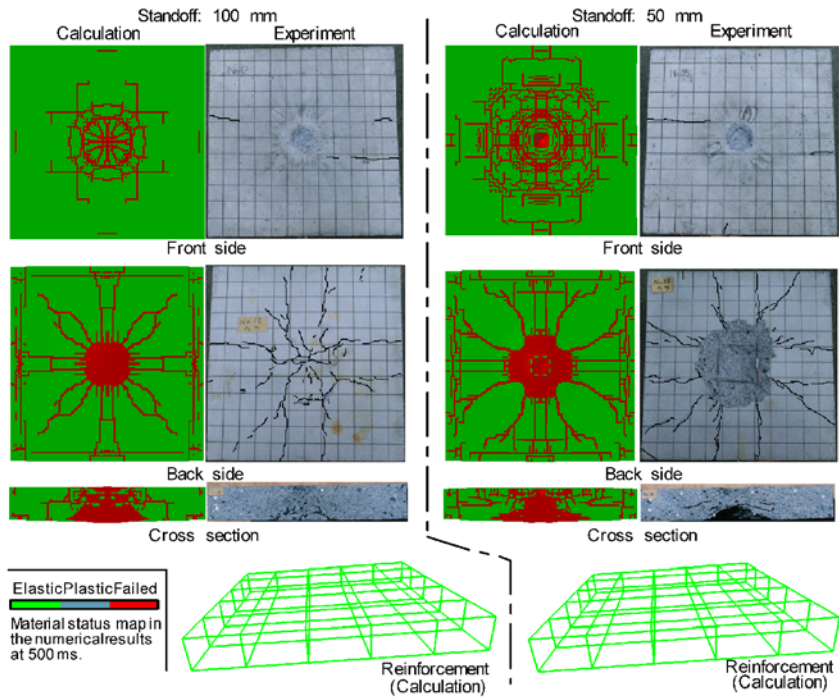 Standoff: 100 mm
Calculation
Experiment
Front side
Back side
Cross section
Standoff: 50 mm
Calculation
Experiment
Front side
Back side
Cross section
ElasticPlasticFailed
Material status map in
the numericalresults
at 500 ms.
Reinforcement
(Calculation)
Reinforcement
(Calculation)